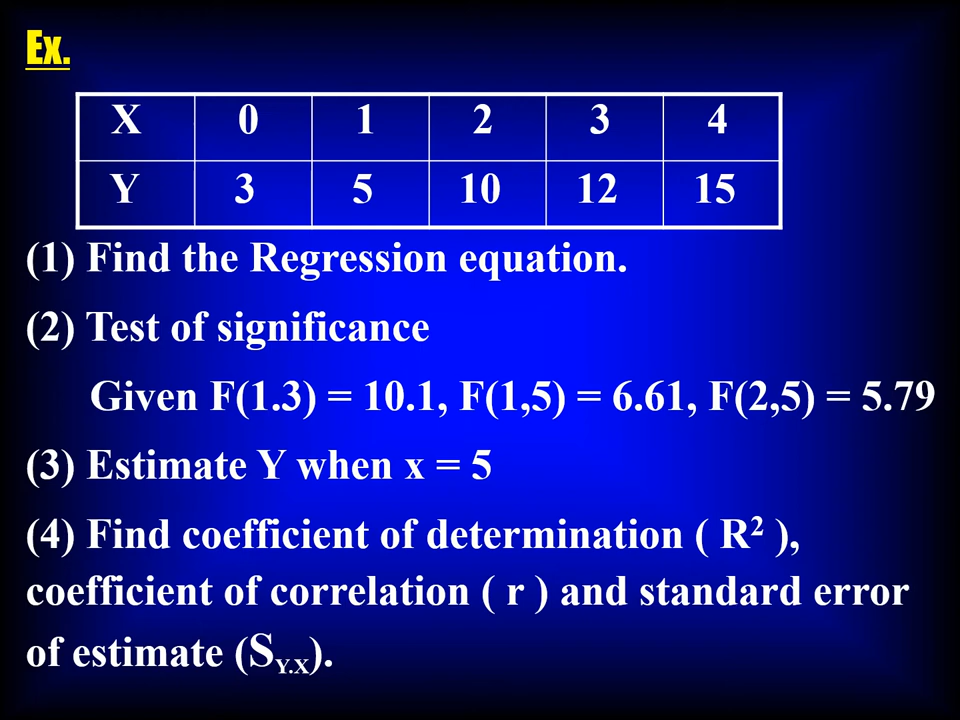 Ex.
X 0 1 2 3 4
Y 3 5 10 12 15
(1) Find the Regression equation.
(2) Test of significance
Given F(1.3) = 10.1, F(1,5) = 6.61, F(2,5) = 5.79
(3) Estimate Y when x = 5
(4) Find coefficient of determination ( R² ),
coefficient of correlation ( r ) and standard error
of estimate (S Y.X).